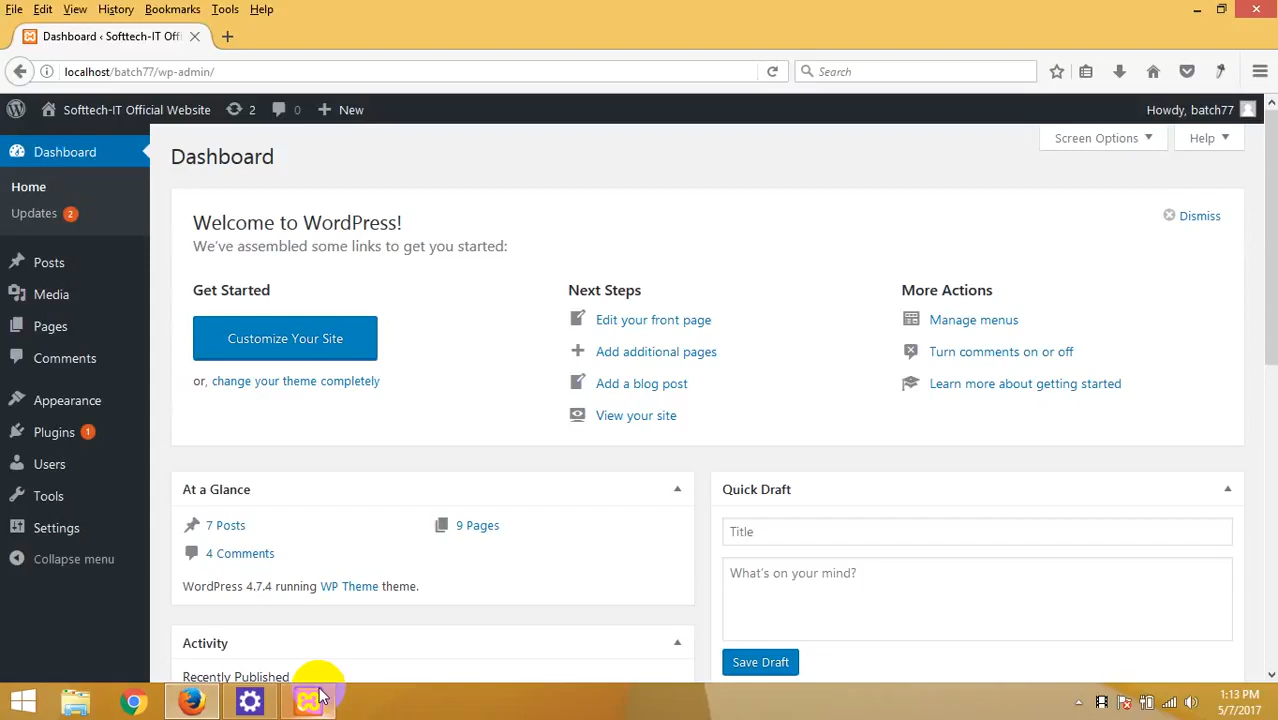 File Edit View History Bookmarks Tools Help
Dashboard ‹ Softtech-IT Offi
localhost/batch77/wp-admin/
Search
Softtech-IT Official Website 2 0 New
Howdy, batch77
Dashboard
Home
Updates 2
Posts
Media
Pages
Comments
Appearance
Plugins 1
Users
Tools
Settings
Collapse menu
Screen Options
Help
Dashboard
Welcome to WordPress!
Dismiss
We've assembled some links to get you started:
Get Started
Customize Your Site
or, change your theme completely
Next Steps
Edit your front page
Add additional pages
Add a blog post
View your site
More Actions
Manage menus
Turn comments on or off
Learn more about getting started
At a Glance
7 Posts
9 Pages
4 Comments
WordPress 4.7.4 running WP Theme theme.
Activity
Recently Published
Quick Draft
Title
What's on your mind?
Save Draft
1:13 PM
5/7/2017